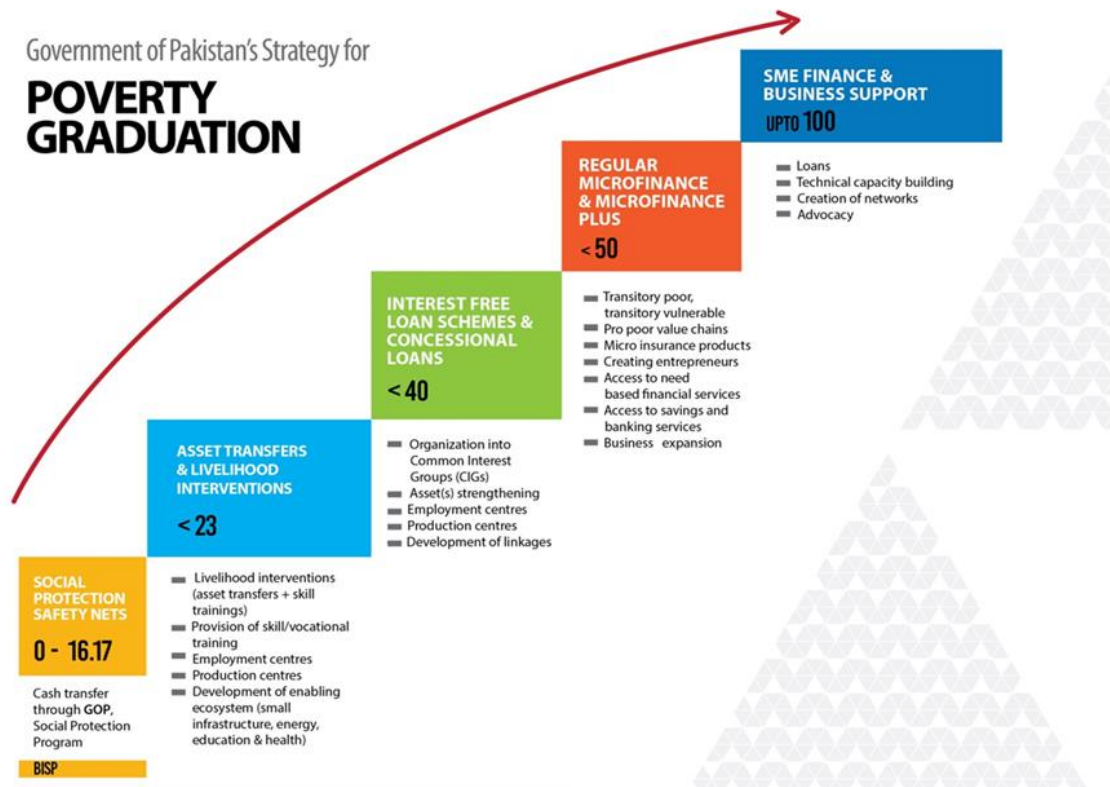 Government of Pakistan's Strategy for
POVERTY
GRADUATION
SOCIAL
PROTECTION
SAFETY NETS
0 - 16.17
Cash transfer
through GOP,
Social Protection
Program
BISP
ASSET TRANSFERS
& LIVELIHOOD
INTERVENTIONS
< 23
Livelihood interventions
(asset transfers + skill
trainings)
Provision of skill/vocational
training
Employment centres
Production centres
Development of enabling
ecosystem (small
infrastructure, energy,
education & health)
INTEREST FREE
LOAN SCHEMES &
CONCESSIONAL
LOANS
< 40
Organization into
Common Interest
Groups (CIGs)
Asset(s) strengthening
Employment centres
Production centres
Development of linkages
REGULAR
MICROFINANCE
& MICROFINANCE
PLUS
< 50
Transitory poor,
transitory vulnerable
Pro poor value chains
Micro insurance products
Creating entrepreneurs
Access to need
based financial services
Access to savings and
banking services
Business expansion
SME FINANCE &
BUSINESS SUPPORT
UPTO 100
Loans
Technical capacity building
Creation of networks
Advocacy